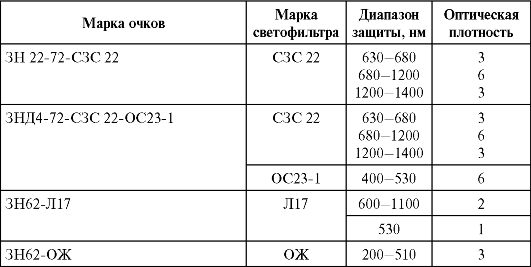 Марка очков Марка светофильтра Диапазон защиты, нм Оптическая плотность
ЗН 22-72-СЗС 22 СЗС 22 630—680 3
680—1200 6
1200—1400 3
ЗНД4-72-СЗС 22-ОС23-1 СЗС 22 630—680 3
680—1200 6
1200—1400 3
ОС23-1 400—530 6
ЗН62-Л17 Л17 600—1100 2
530 1
ЗН62-ОЖ ОЖ 200—510 3